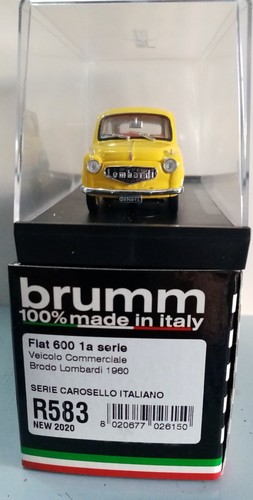 Lombardi
brumm
100% made in italy
Fiat 600 1a serie
Veicolo Commerciale
Brodo Lombardi 1960
SERIE CAROSELLO ITALIANO
R583
NEW 2020
8 020677 026150